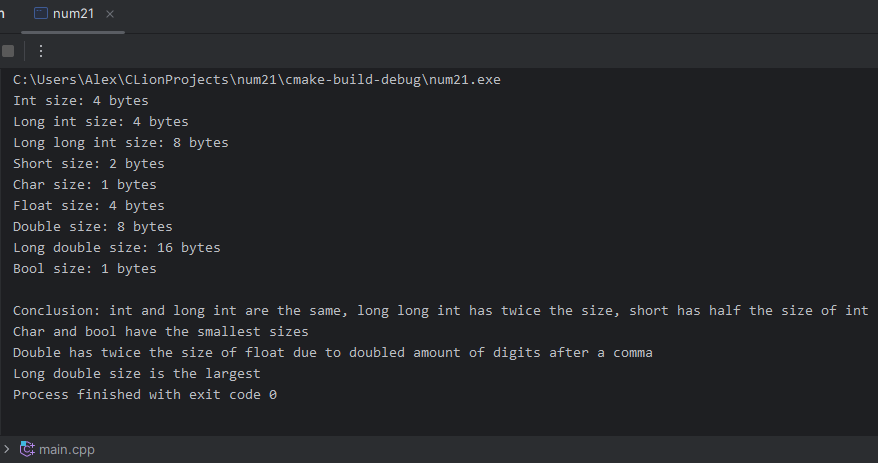 n num21
C:\Users\Alex\CLionProjects\num21\cmake-build-debug\num21.exe
Int size: 4 bytes
Long int size: 4 bytes
Long long int size: 8 bytes
Short size: 2 bytes
Char size: 1 bytes
Float size: 4 bytes
Double size: 8 bytes
Long double size: 16 bytes
Bool size: 1 bytes
Conclusion: int and long int are the same, long long int has twice the size, short has half the size of int
Char and bool have the smallest sizes
Double has twice the size of float due to doubled amount of digits after a comma
Long double size is the largest
Process finished with exit code 0
main.cpp